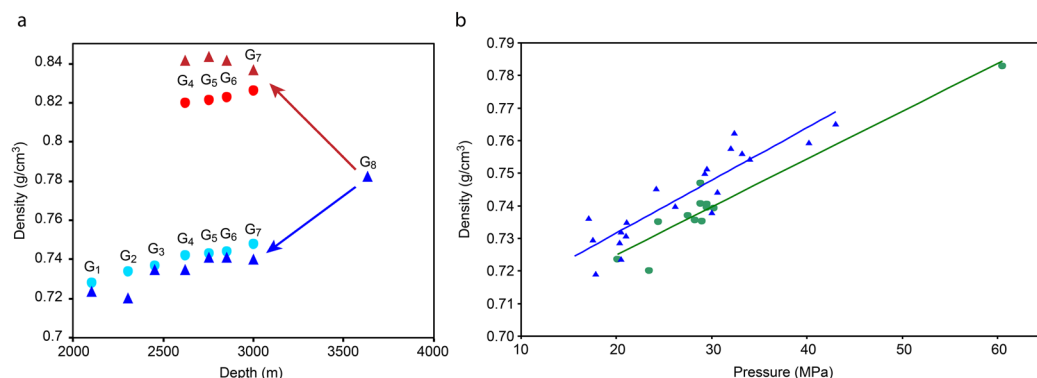 a
0.84
0.82
0.8
0.78
0.76
0.74
0.72
0.7
Density (g/cm³)
2000
2500
3000
3500
4000
Depth (m)
G₄
G₅
G₆
G₇
G₈
G₁
G₂
G₃
G₄
G₅
G₆
G₇
b
0.79
0.78
0.77
0.76
0.75
0.74
0.73
0.72
0.71
0.70
Density (g/cm³)
10
20
30
40
50
60
Pressure (MPa)